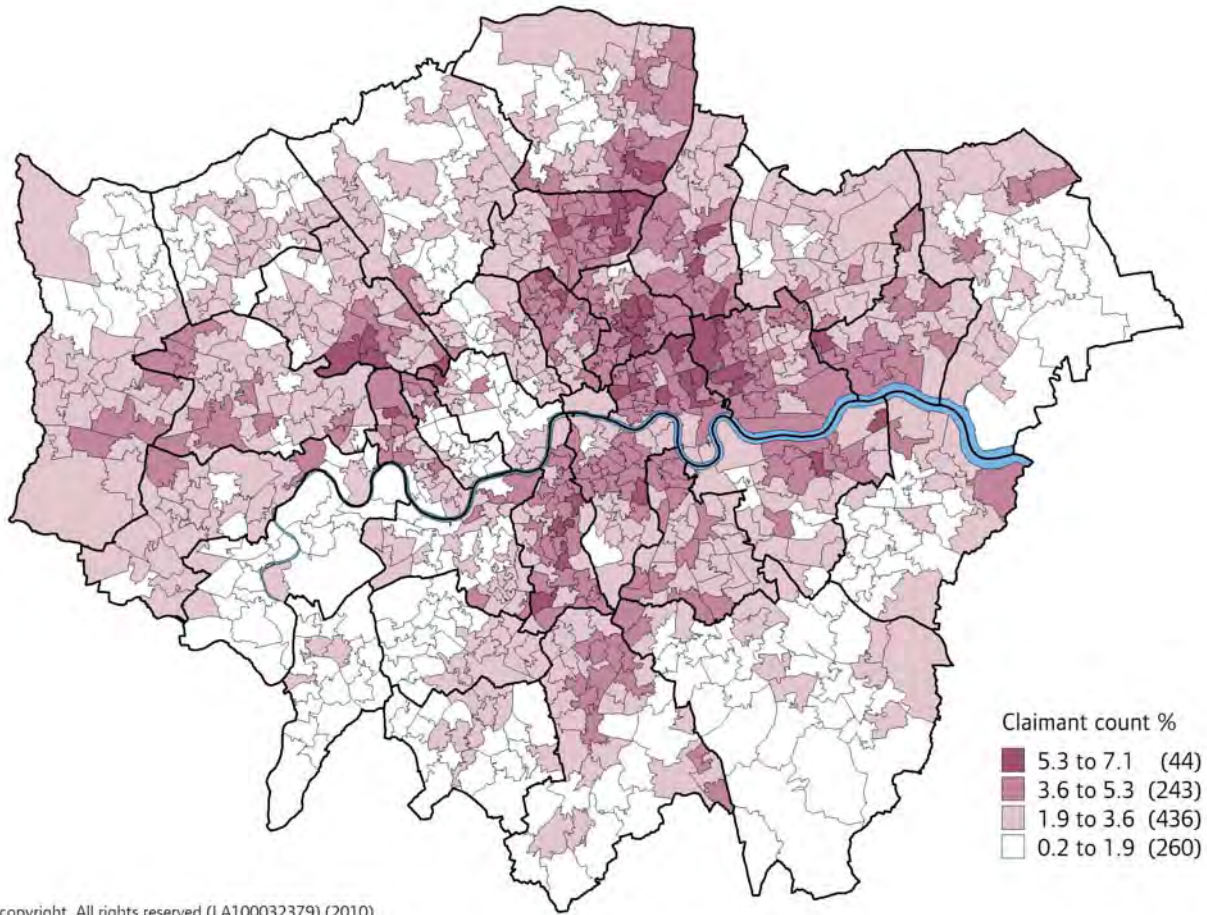 Claimant count %
5.3 to 7.1 (44)
3.6 to 5.3 (243)
1.9 to 3.6 (436)
0.2 to 1.9 (260)
copyright. All rights reserved (LA100032379) (2010)